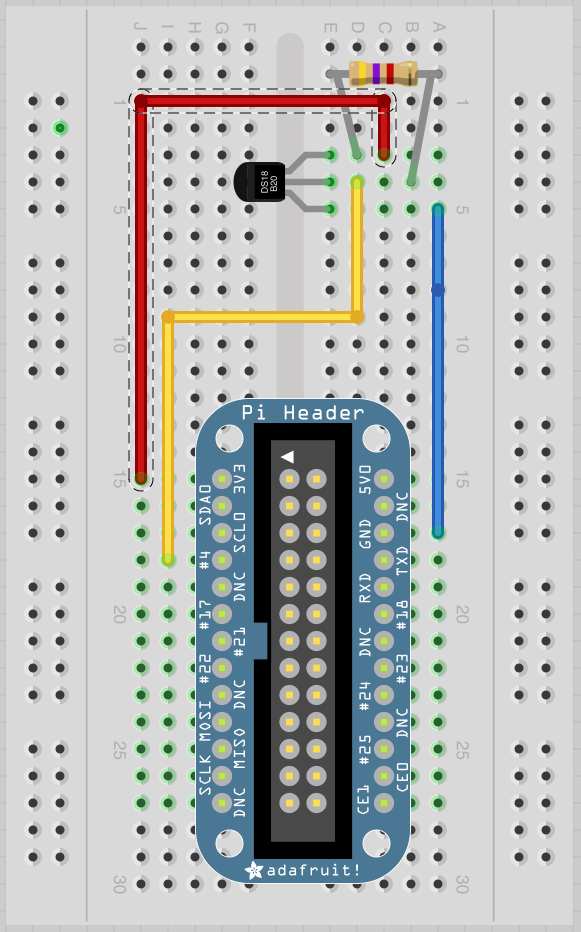 J I H G F E D C B A
1 1
DS18
B20
5 5
10 10
Pi Header
15 15
3V3 5V0
SDA0 DNC
SCL0 GND
#4 TXD
DNC RXD
20 20
#17 #18
#21 DNC
#22 #23
DNC #24
MOSI DNC
25 25
MISO #25
SCLK CE0
DNC CE1
adafruit!
30 30